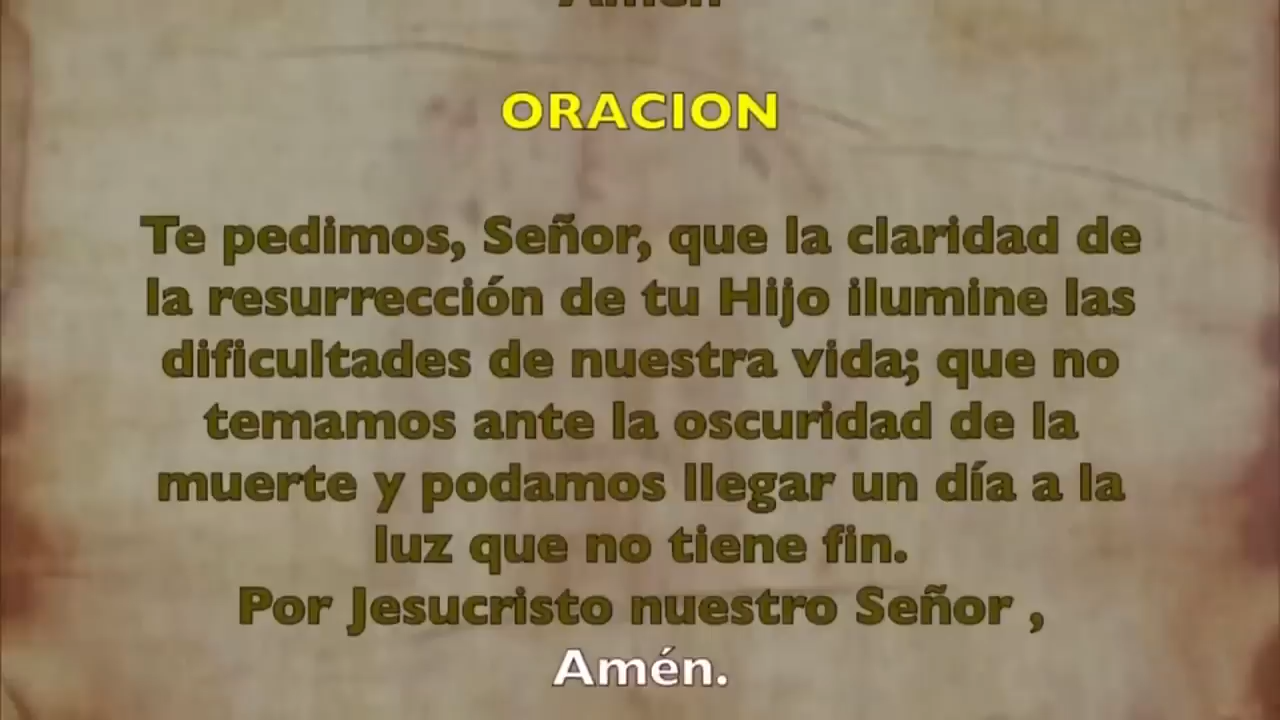 Amén
ORACION
Te pedimos, Señor, que la claridad de
la resurrección de tu Hijo ilumine las
dificultades de nuestra vida; que no
temamos ante la oscuridad de la
muerte y podamos llegar un día a la
luz que no tiene fin.
Por Jesucristo nuestro Señor ,
Amén.